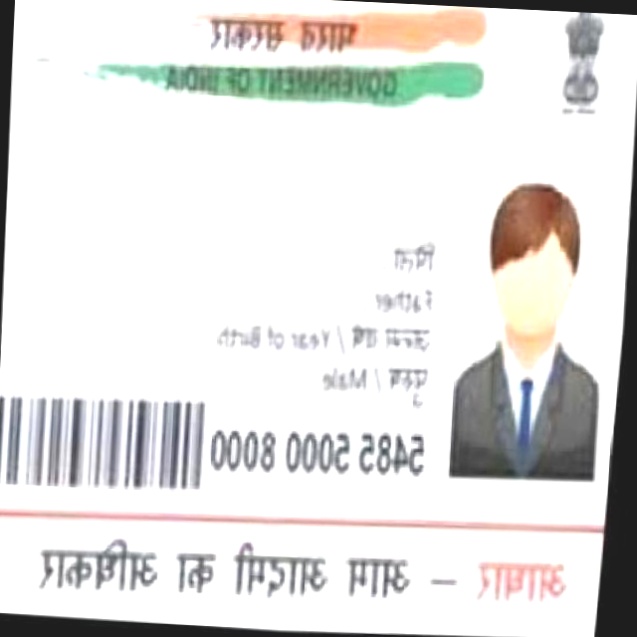 भारत सरकार
GOVERNMENT OF INDIA
पिता
Father
जन्म वर्ष / Year of Birth
पुरुष / Male
5485 5000 8000
आधार – आम आदमी का अधिकार